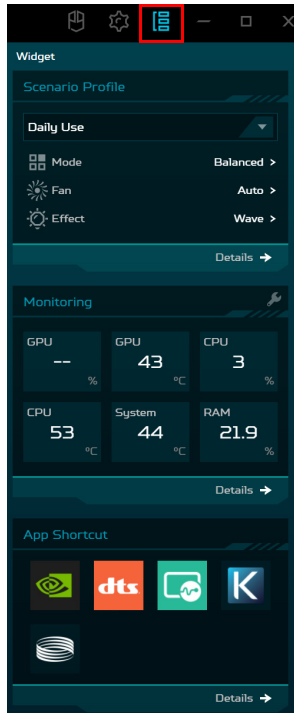 Widget
Scenario Profile
Daily Use
Mode Balanced >
Fan Auto >
Effect Wave >
Details →
Monitoring
GPU GPU CPU
-- 43 3
% °C %
CPU System RAM
53 44 21.9
°C °C %
Details →
App Shortcut
dts K
Details →